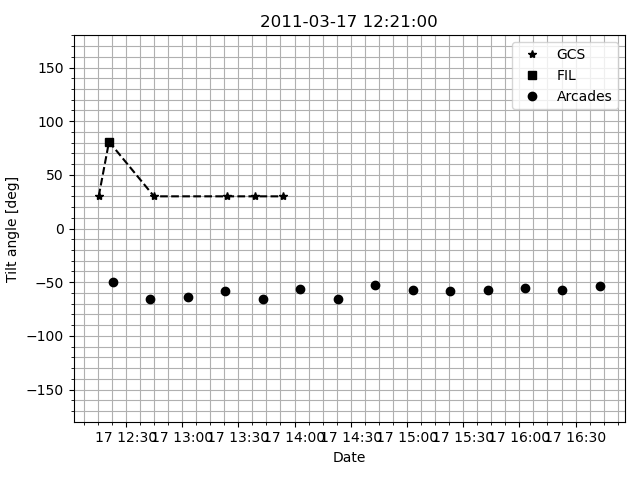 2011-03-17 12:21:00
GCS
FIL
Arcades
150
100
50
0
−50
−100
−150
Tilt angle [deg]
17 12:30 17 13:00 17 13:30 17 14:00 17 14:30 17 15:00 17 15:30 17 16:00 17 16:30
Date